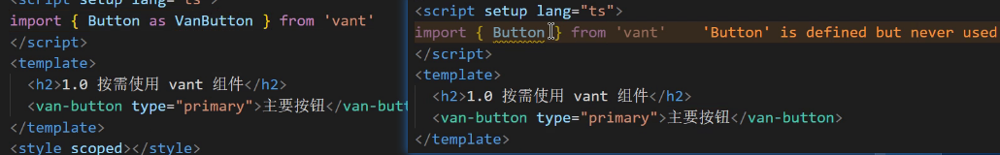 <script setup lang="ts">
import { Button as VanButton } from 'vant'
</script>
<template>
<h2>1.0 按需使用 vant 组件</h2>
<van-button type="primary">主要按钮</van-butt
</template>
<style scoped></style>
<script setup lang="ts">
import { Button } from 'vant' 'Button' is defined but never used
</script>
<template>
<h2>1.0 按需使用 vant 组件</h2>
<van-button type="primary">主要按钮</van-button>
</template>